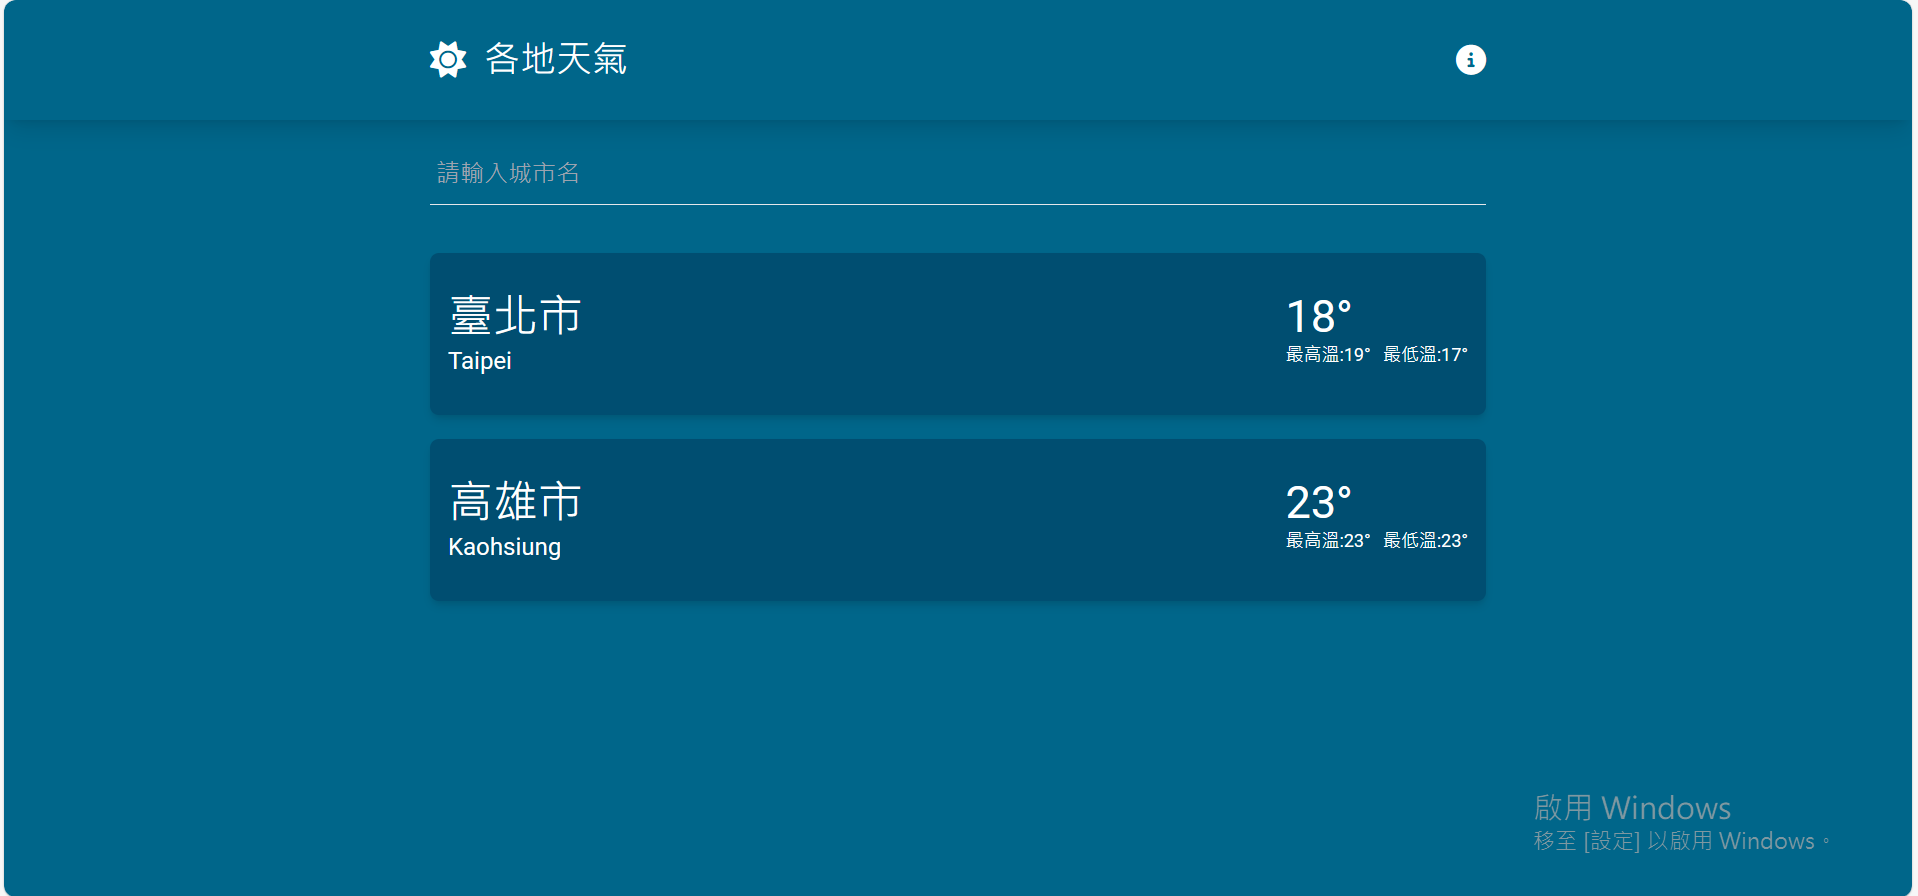 各地天氣
請輸入城市名
臺北市
Taipei
18°
最高溫:19° 最低溫:17°
高雄市
Kaohsiung
23°
最高溫:23° 最低溫:23°
啟用 Windows
移至 [設定] 以啟用 Windows。